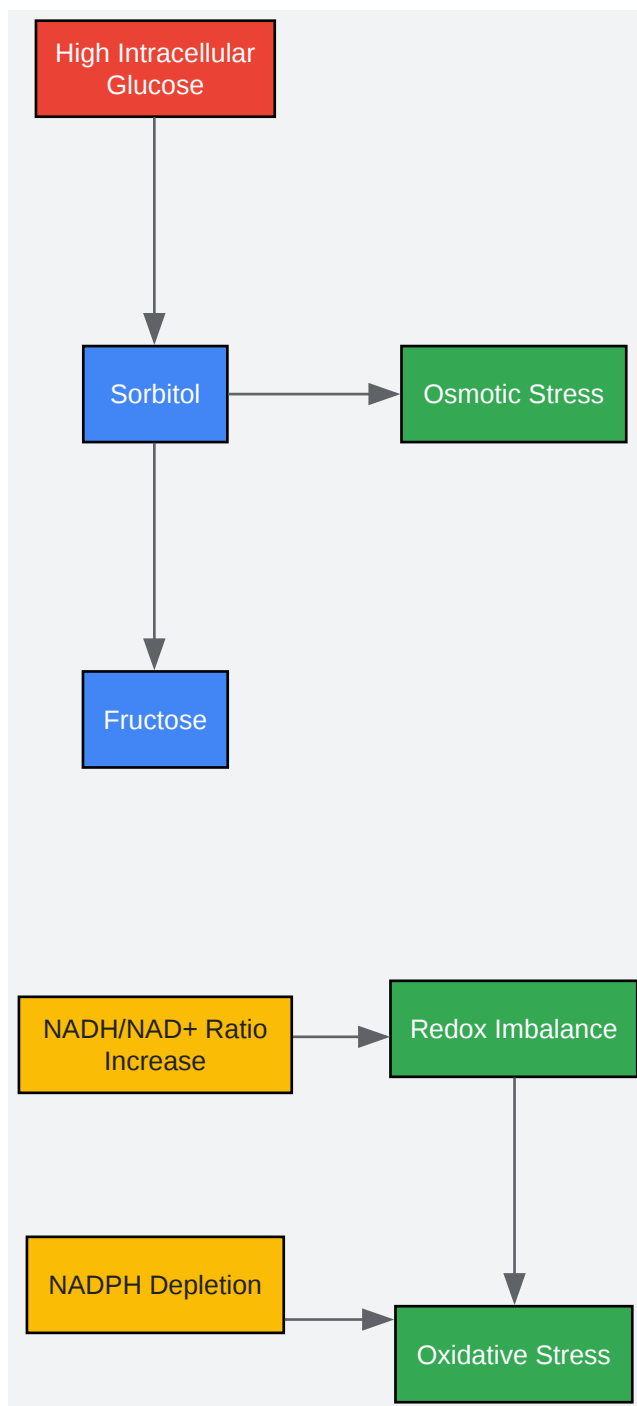 High Intracellular
Glucose
Sorbitol
Osmotic Stress
Fructose
NADH/NAD+ Ratio
Increase
Redox Imbalance
NADPH Depletion
Oxidative Stress